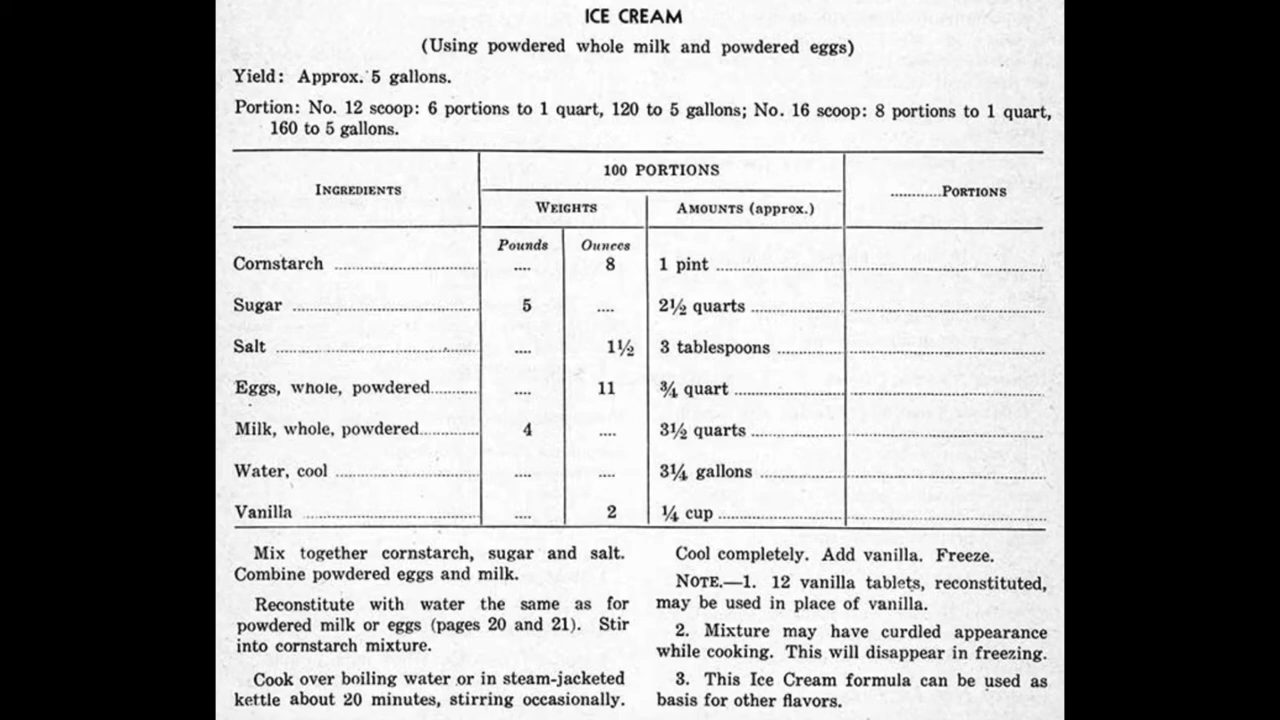 ICE CREAM
(Using powdered whole milk and powdered eggs)
Yield: Approx. 5 gallons.
Portion: No. 12 scoop: 6 portions to 1 quart, 120 to 5 gallons; No. 16 scoop: 8 portions to 1 quart,
160 to 5 gallons.
INGREDIENTS 100 PORTIONS ............PORTIONS
WEIGHTS AMOUNTS (approx.)
Pounds Ounces
Cornstarch .... 8 1 pint
Sugar 5 .... 2½ quarts
Salt .... 1½ 3 tablespoons
Eggs, whole, powdered .... 11 ¾ quart
Milk, whole, powdered 4 .... 3½ quarts
Water, cool .... .... 3¼ gallons
Vanilla .... 2 ¼ cup
Mix together cornstarch, sugar and salt.
Combine powdered eggs and milk.
Reconstitute with water the same as for
powdered milk or eggs (pages 20 and 21). Stir
into cornstarch mixture.
Cook over boiling water or in steam-jacketed
kettle about 20 minutes, stirring occasionally.
Cool completely. Add vanilla. Freeze.
NOTE.—1. 12 vanilla tablets, reconstituted,
may be used in place of vanilla.
2. Mixture may have curdled appearance
while cooking. This will disappear in freezing.
3. This Ice Cream formula can be used as
basis for other flavors.